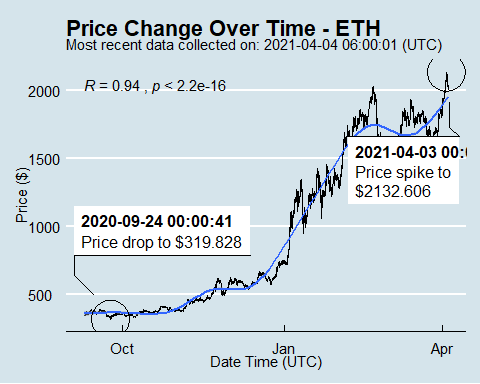 Price Change Over Time - ETH
Most recent data collected on: 2021-04-04 06:00:01 (UTC)
R = 0.94 , p < 2.2e-16
2000
1500
1000
500
Price ($)
2021-04-03 00:0
Price spike to
$2132.606
2020-09-24 00:00:41
Price drop to $319.828
Oct
Jan
Apr
Date Time (UTC)